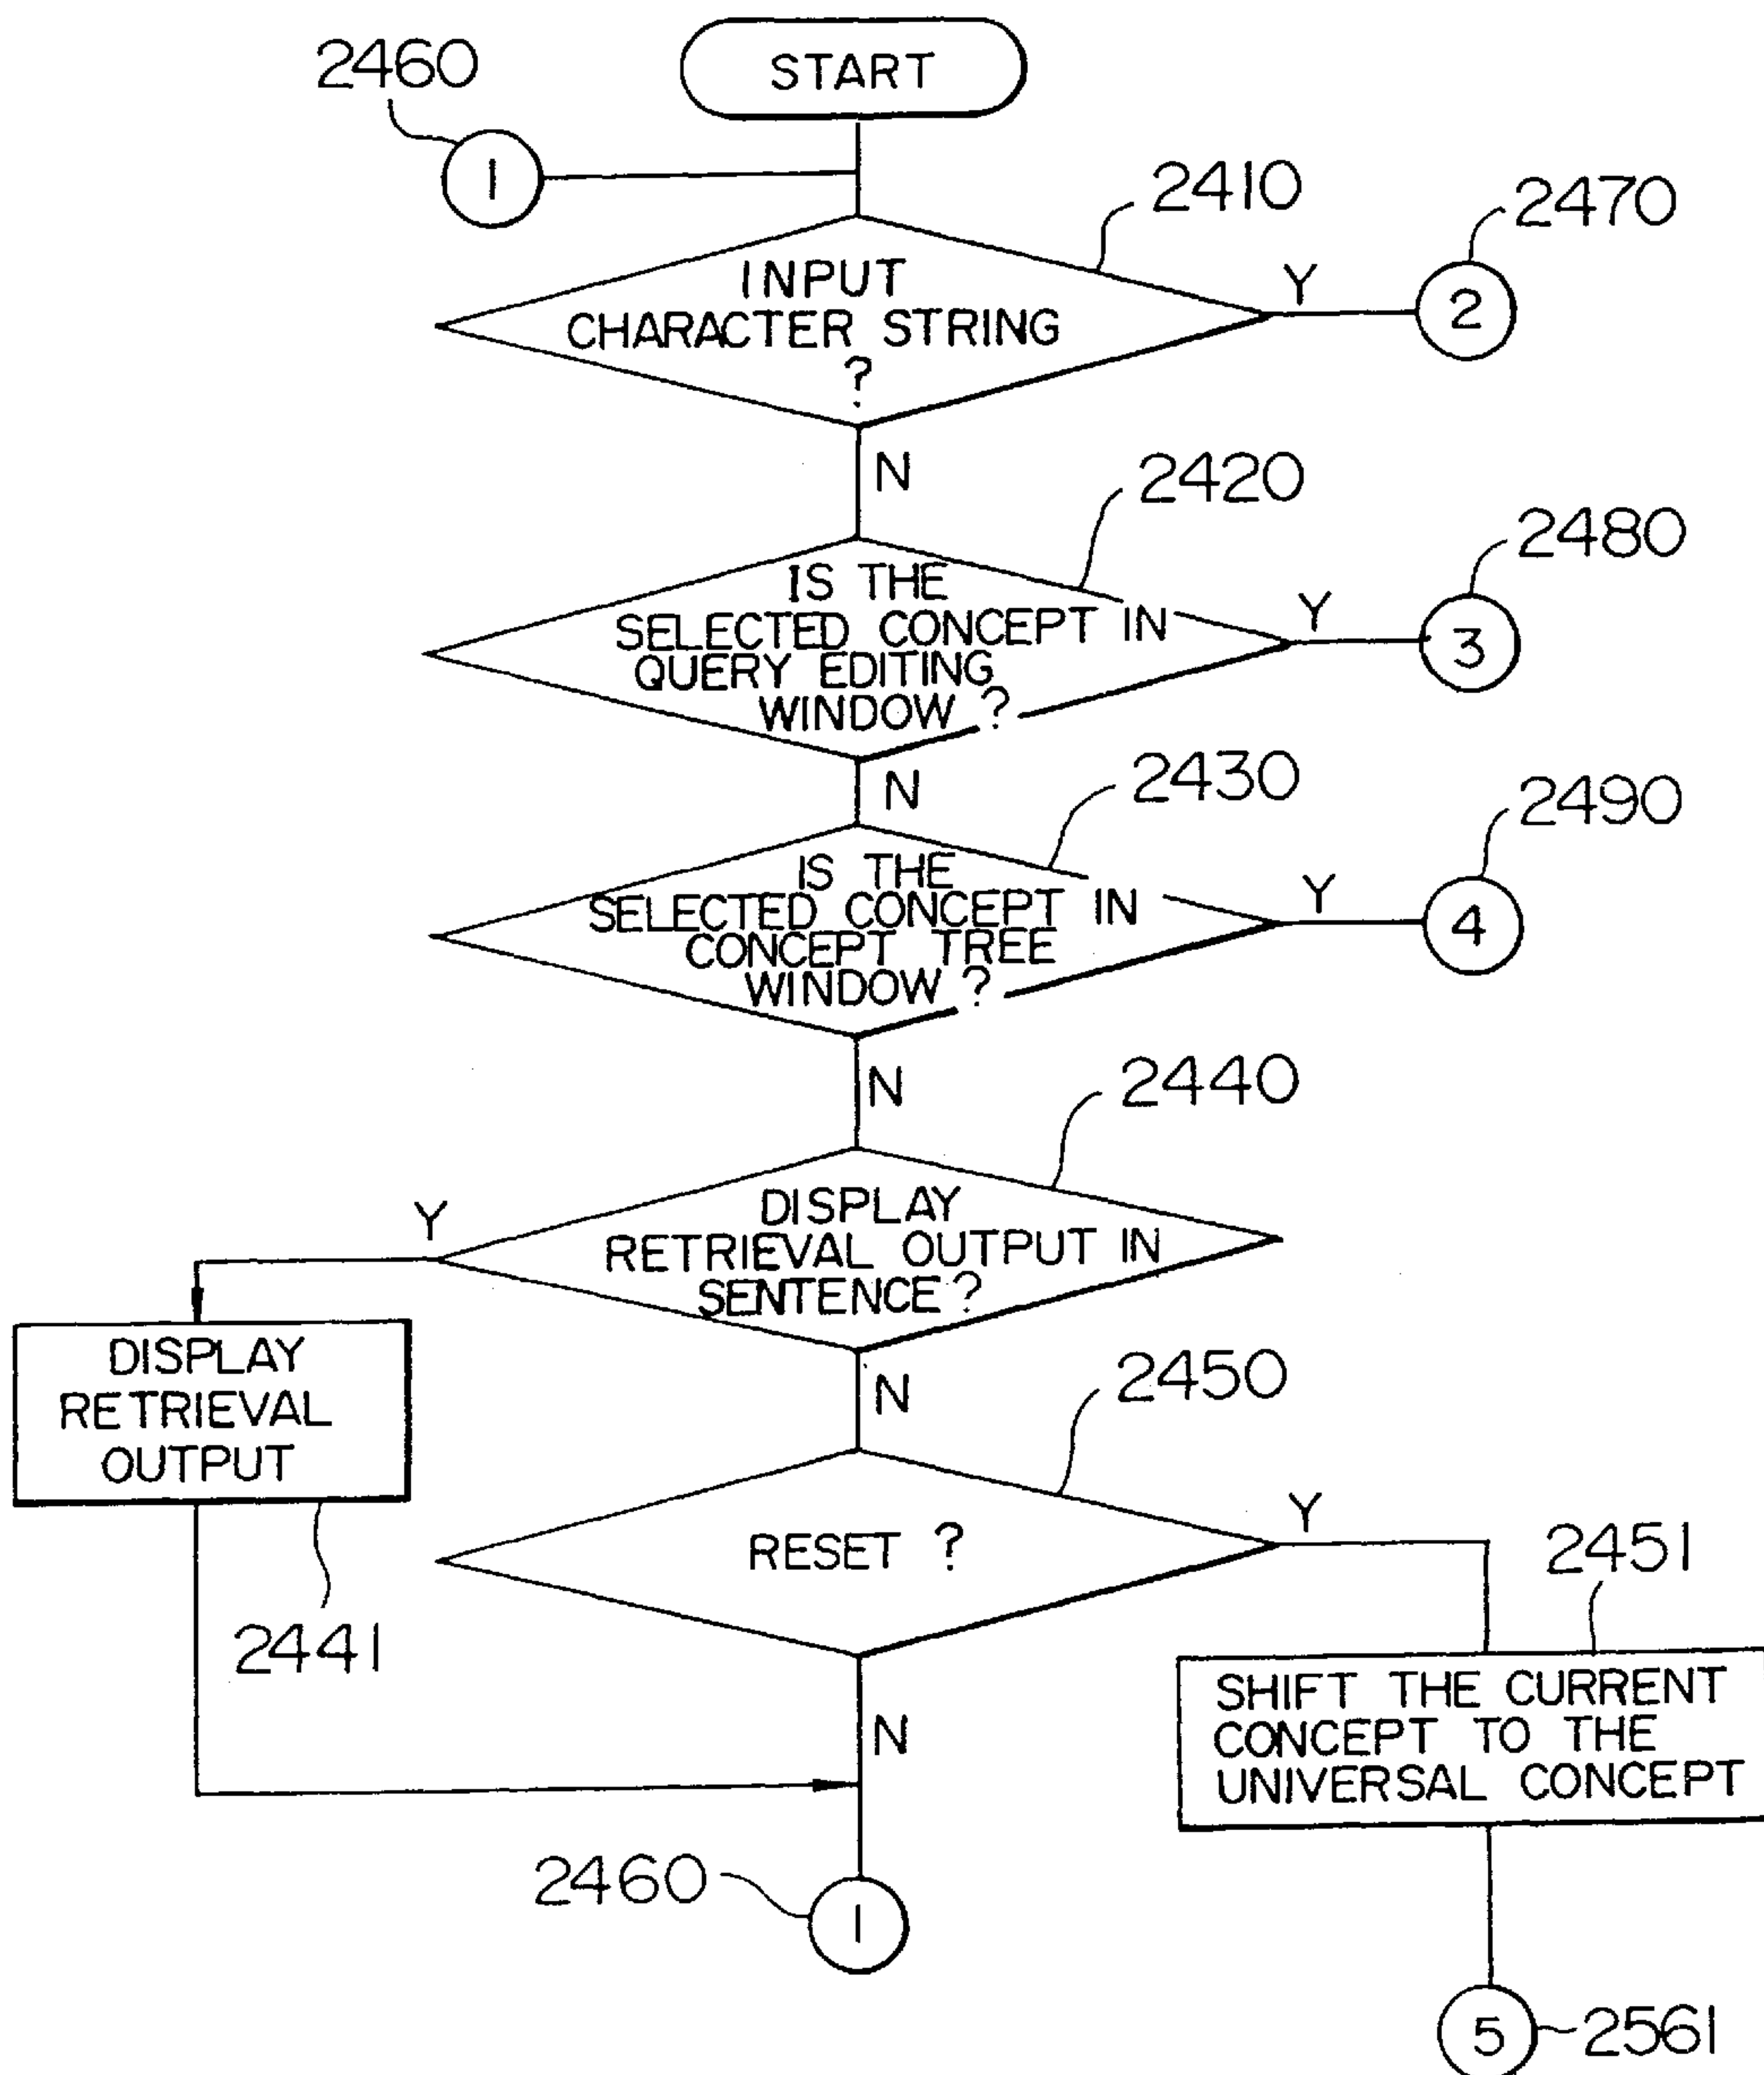 START
2460
1
2410
2470
INPUT
CHARACTER STRING
?
Y
2
N
2420
2480
IS THE
SELECTED CONCEPT IN
QUERY EDITING
WINDOW ?
Y
3
N
2430
2490
IS THE
SELECTED CONCEPT IN
CONCEPT TREE
WINDOW ?
Y
4
N
2440
DISPLAY
RETRIEVAL OUTPUT IN
SENTENCE ?
Y
DISPLAY
RETRIEVAL
OUTPUT
2441
N
2450
RESET ?
Y
2451
SHIFT THE CURRENT
CONCEPT TO THE
UNIVERSAL CONCEPT
N
2460
1
5
2561